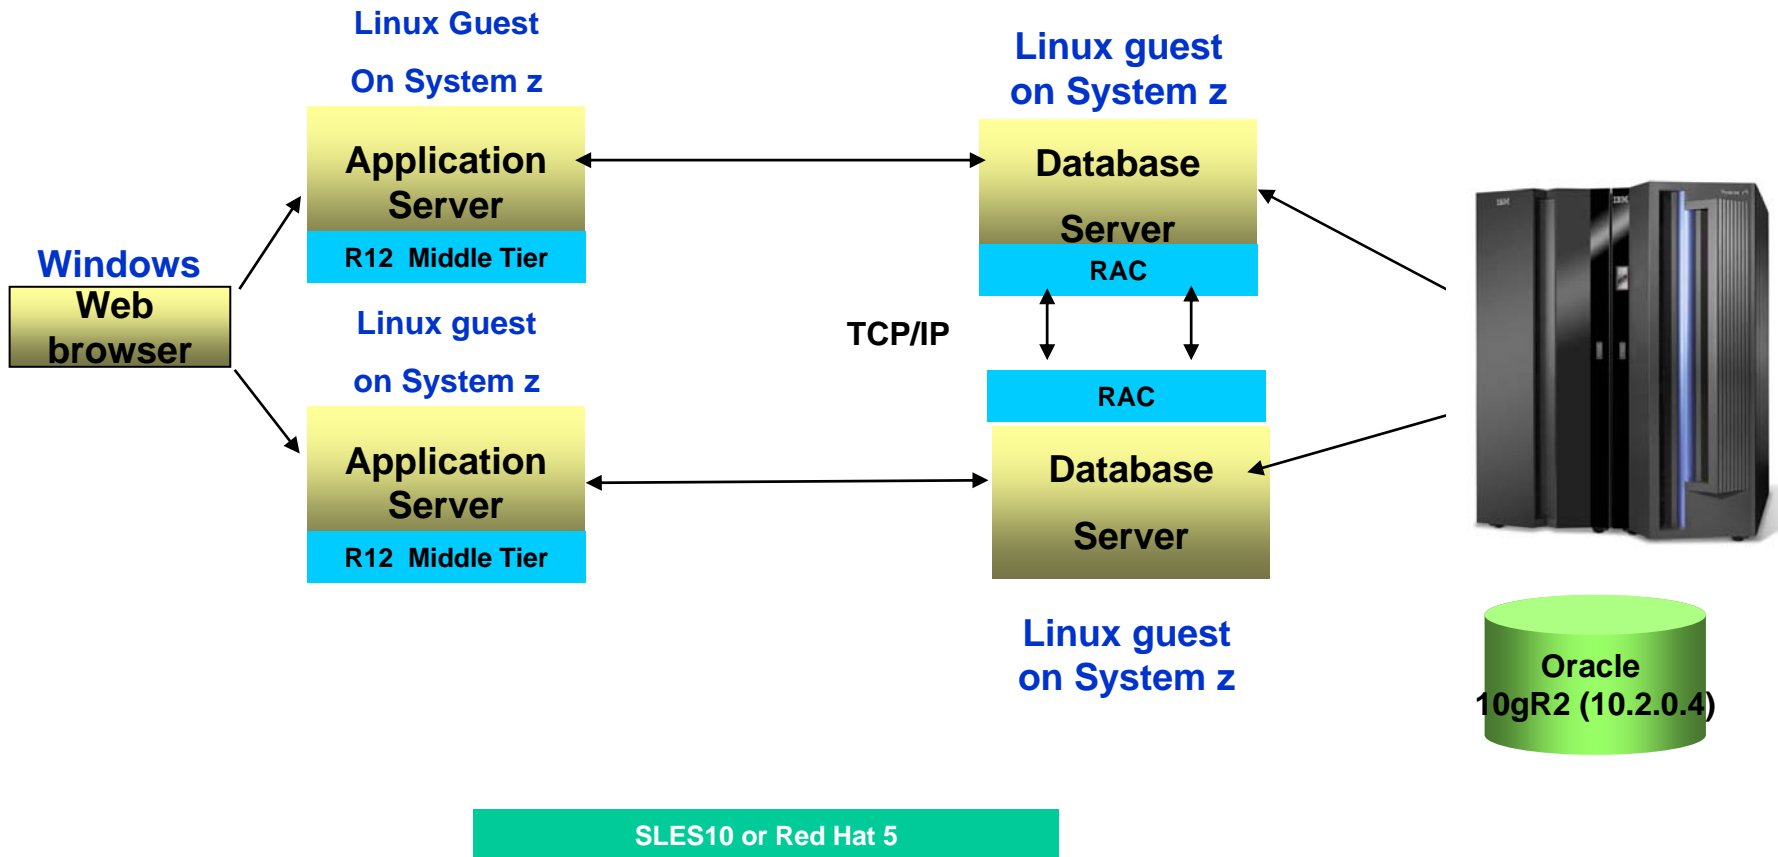 Linux Guest
On System z
Application
Server
R12 Middle Tier
Linux guest
on System z
Database
Server
RAC
Windows
Web
browser
Linux guest
on System z
Application
Server
R12 Middle Tier
TCP/IP
RAC
Database
Server
Linux guest
on System z
IBM
IBM
Oracle
10gR2 (10.2.0.4)
SLES10 or Red Hat 5